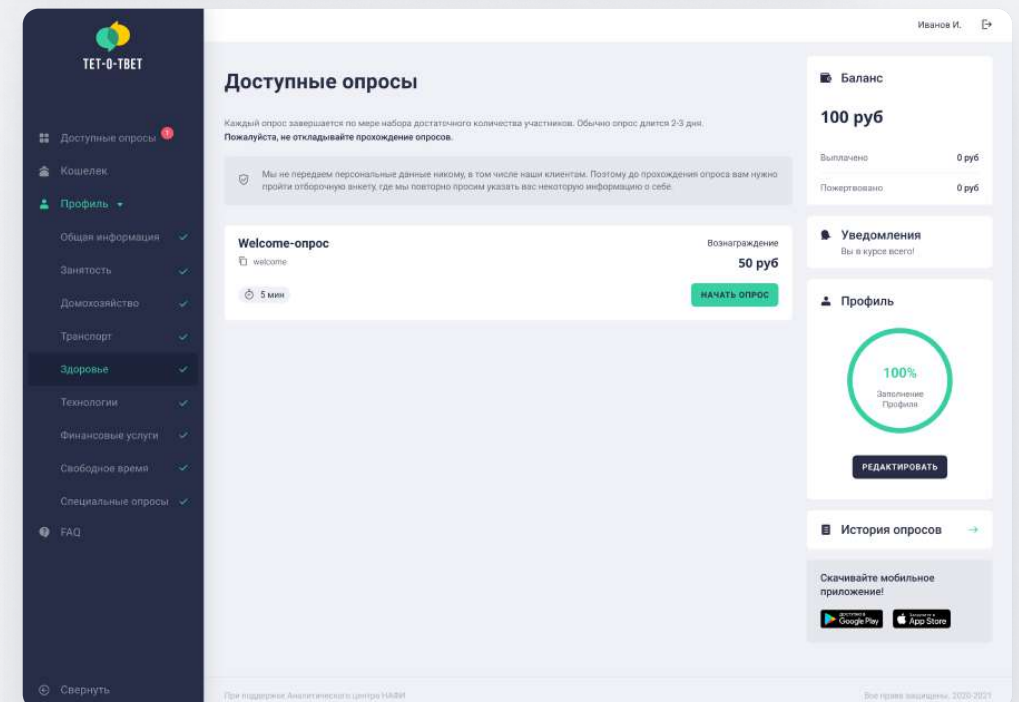 ТЕТ-О-ТВЕТ
Доступные опросы 1
Кошелек
Профиль
Общая информация
Занятость
Домохозяйство
Транспорт
Здоровье
Технологии
Финансовые услуги
Свободное время
Специальные опросы
FAQ
Свернуть
Иванов И.
Доступные опросы
Каждый опрос завершается по мере набора достаточного количества участников. Обычно опрос длится 2-3 дня.
Пожалуйста, не откладывайте прохождение опросов.
Мы не передаем персональные данные никому, в том числе наши клиентам. Поэтому до прохождения опроса вам нужно
пройти отборочную анкету, где мы повторно просим указать вас некоторую информацию о себе.
Welcome-опрос
welcome
5 мин
Вознаграждение
50 руб
НАЧАТЬ ОПРОС
Баланс
100 руб
Выплачено 0 руб
Пожертвовано 0 руб
Уведомления
Вы в курсе всего!
Профиль
100%
Заполнение
Профиля
РЕДАКТИРОВАТЬ
История опросов
Скачивайте мобильное
приложение!
ДОСТУПНО В
Google Play
Загрузите в
App Store
При поддержке Аналитического центра НАФИ
Все права защищены, 2020-2021